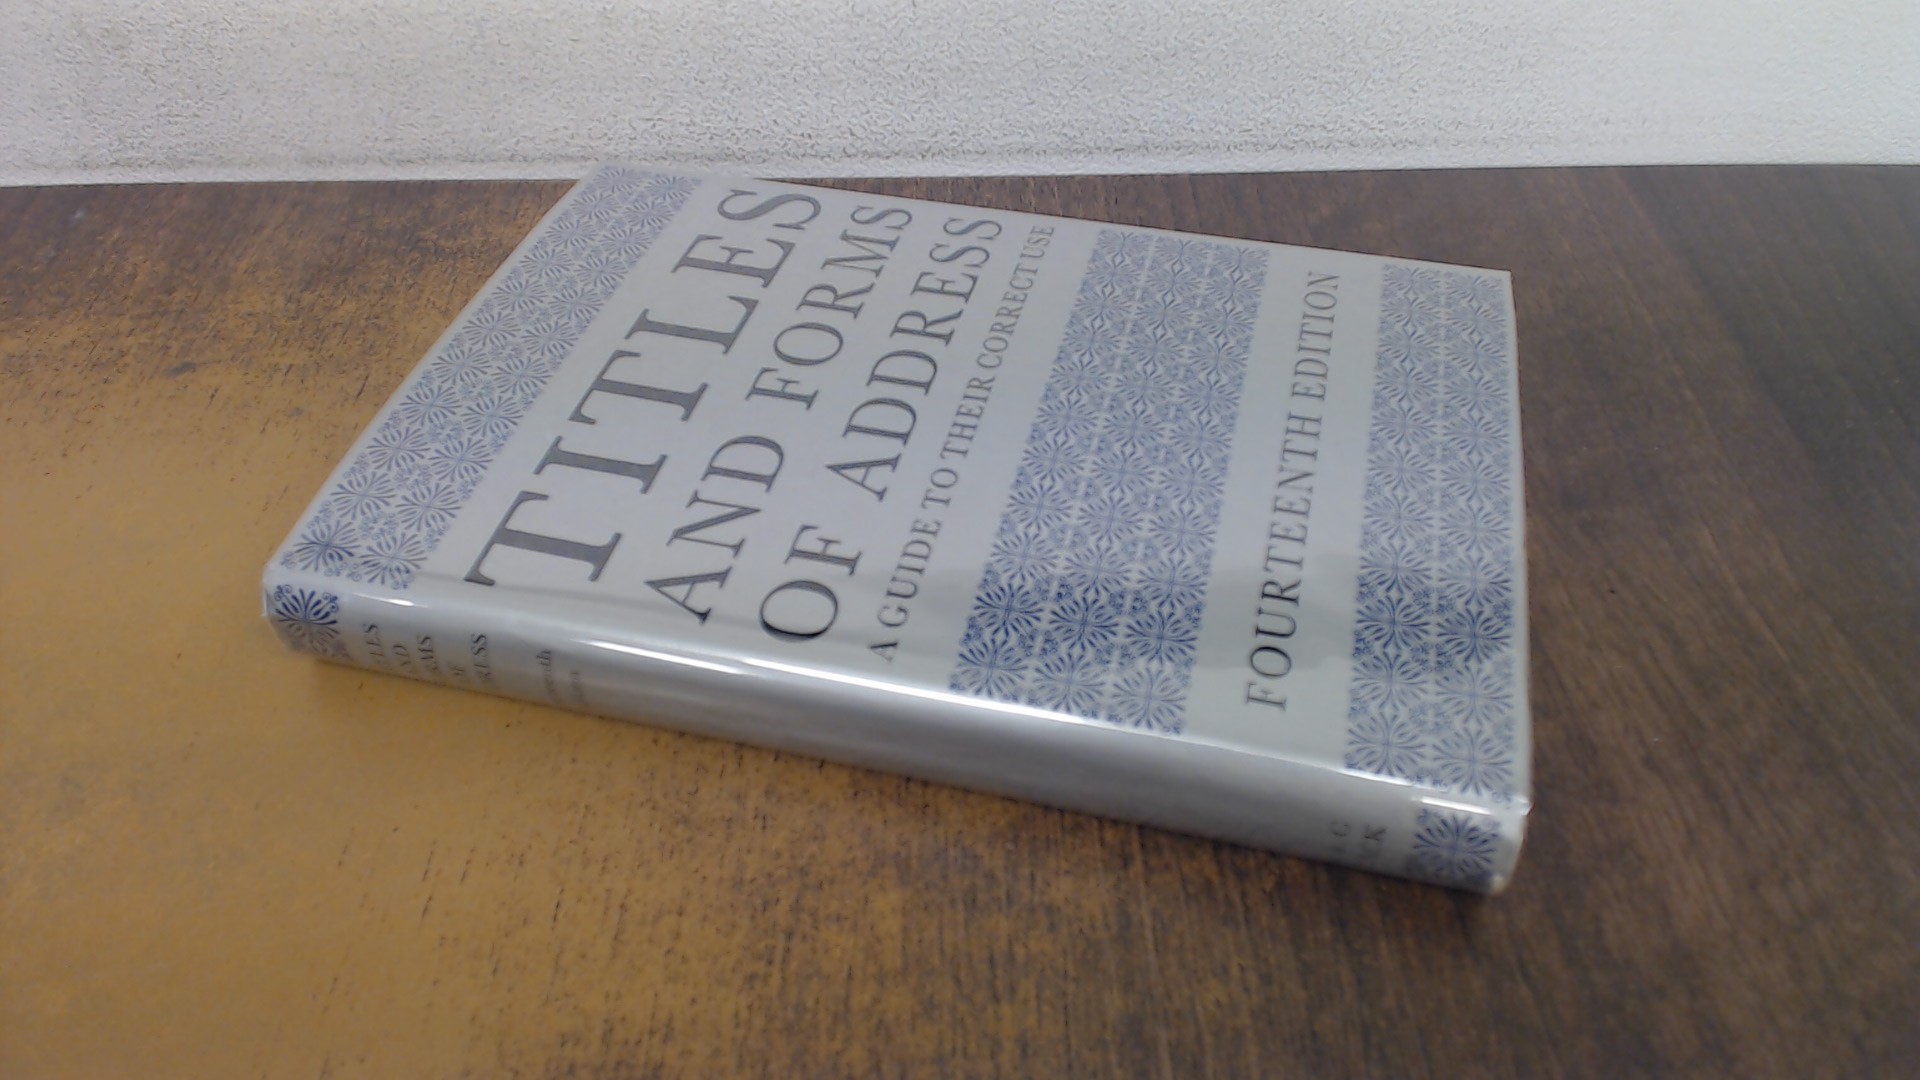 TITLES
AND FORMS
OF ADDRESS
A GUIDE TO THEIR CORRECT USE
FOURTEENTH EDITION